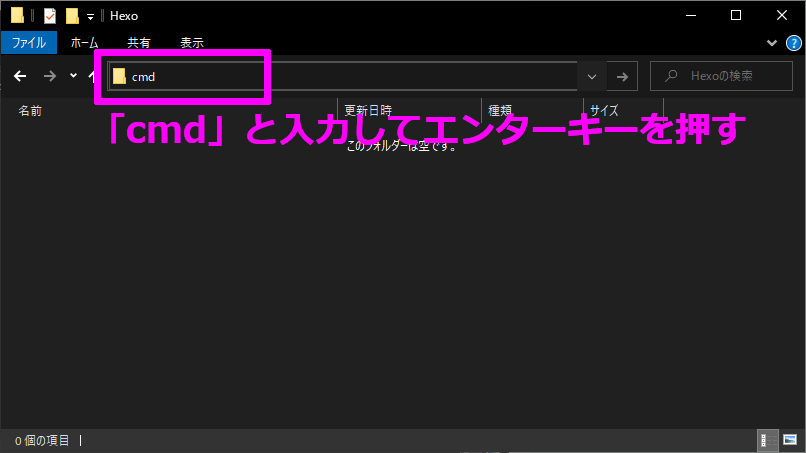 Hexo
ファイル ホーム 共有 表示
cmd
Hexoの検索
名前 更新日時 種類 サイズ
「cmd」と入力してエンターキーを押す
このフォルダーは空です。
0 個の項目